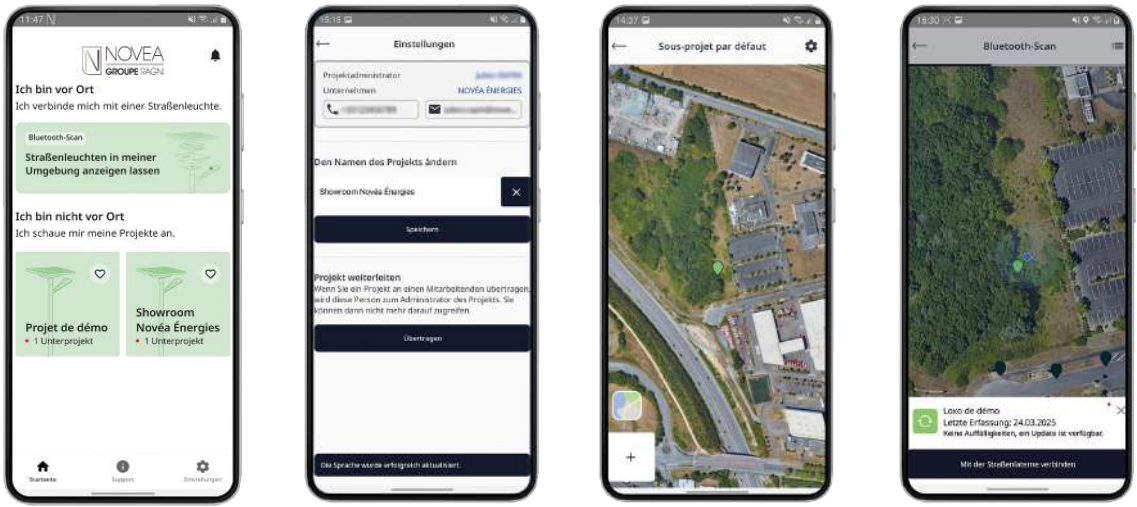 11:47
NOVEA
GROUPE RAGNI
Ich bin vor Ort
Ich verbinde mich mit einer Straßenleuchte.
Bluetooth-Scan
Straßenleuchten in meiner
Umgebung anzeigen lassen
Ich bin nicht vor Ort
Ich schaue mir meine Projekte an.
Projet de démo
1 Unterprojekt
Showroom
Novéa Énergies
1 Unterprojekt
Startseite
Support
Einstellungen
15:15
Einstellungen
Projektadministrator
Unternehmen
NOVÉA ÉNERGIES
Den Namen des Projekts ändern
Showroom Novéa Énergies
Speichern
Projekt weiterleiten
Wenn Sie ein Projekt an einen Mitarbeitenden übertragen,
wird diese Person zum Administrator des Projekts. Sie
können dann nicht mehr darauf zugreifen.
Übertragen
Die Sprache wurde erfolgreich aktualisiert.
14:37
Sous-projet par défaut
+
15:30
Bluetooth-Scan
Loxo de démo
Letzte Erfassung: 24.03.2025
Keine Auffälligkeiten, ein Update ist verfügbar.
Mit der Straßenlaterne verbinden